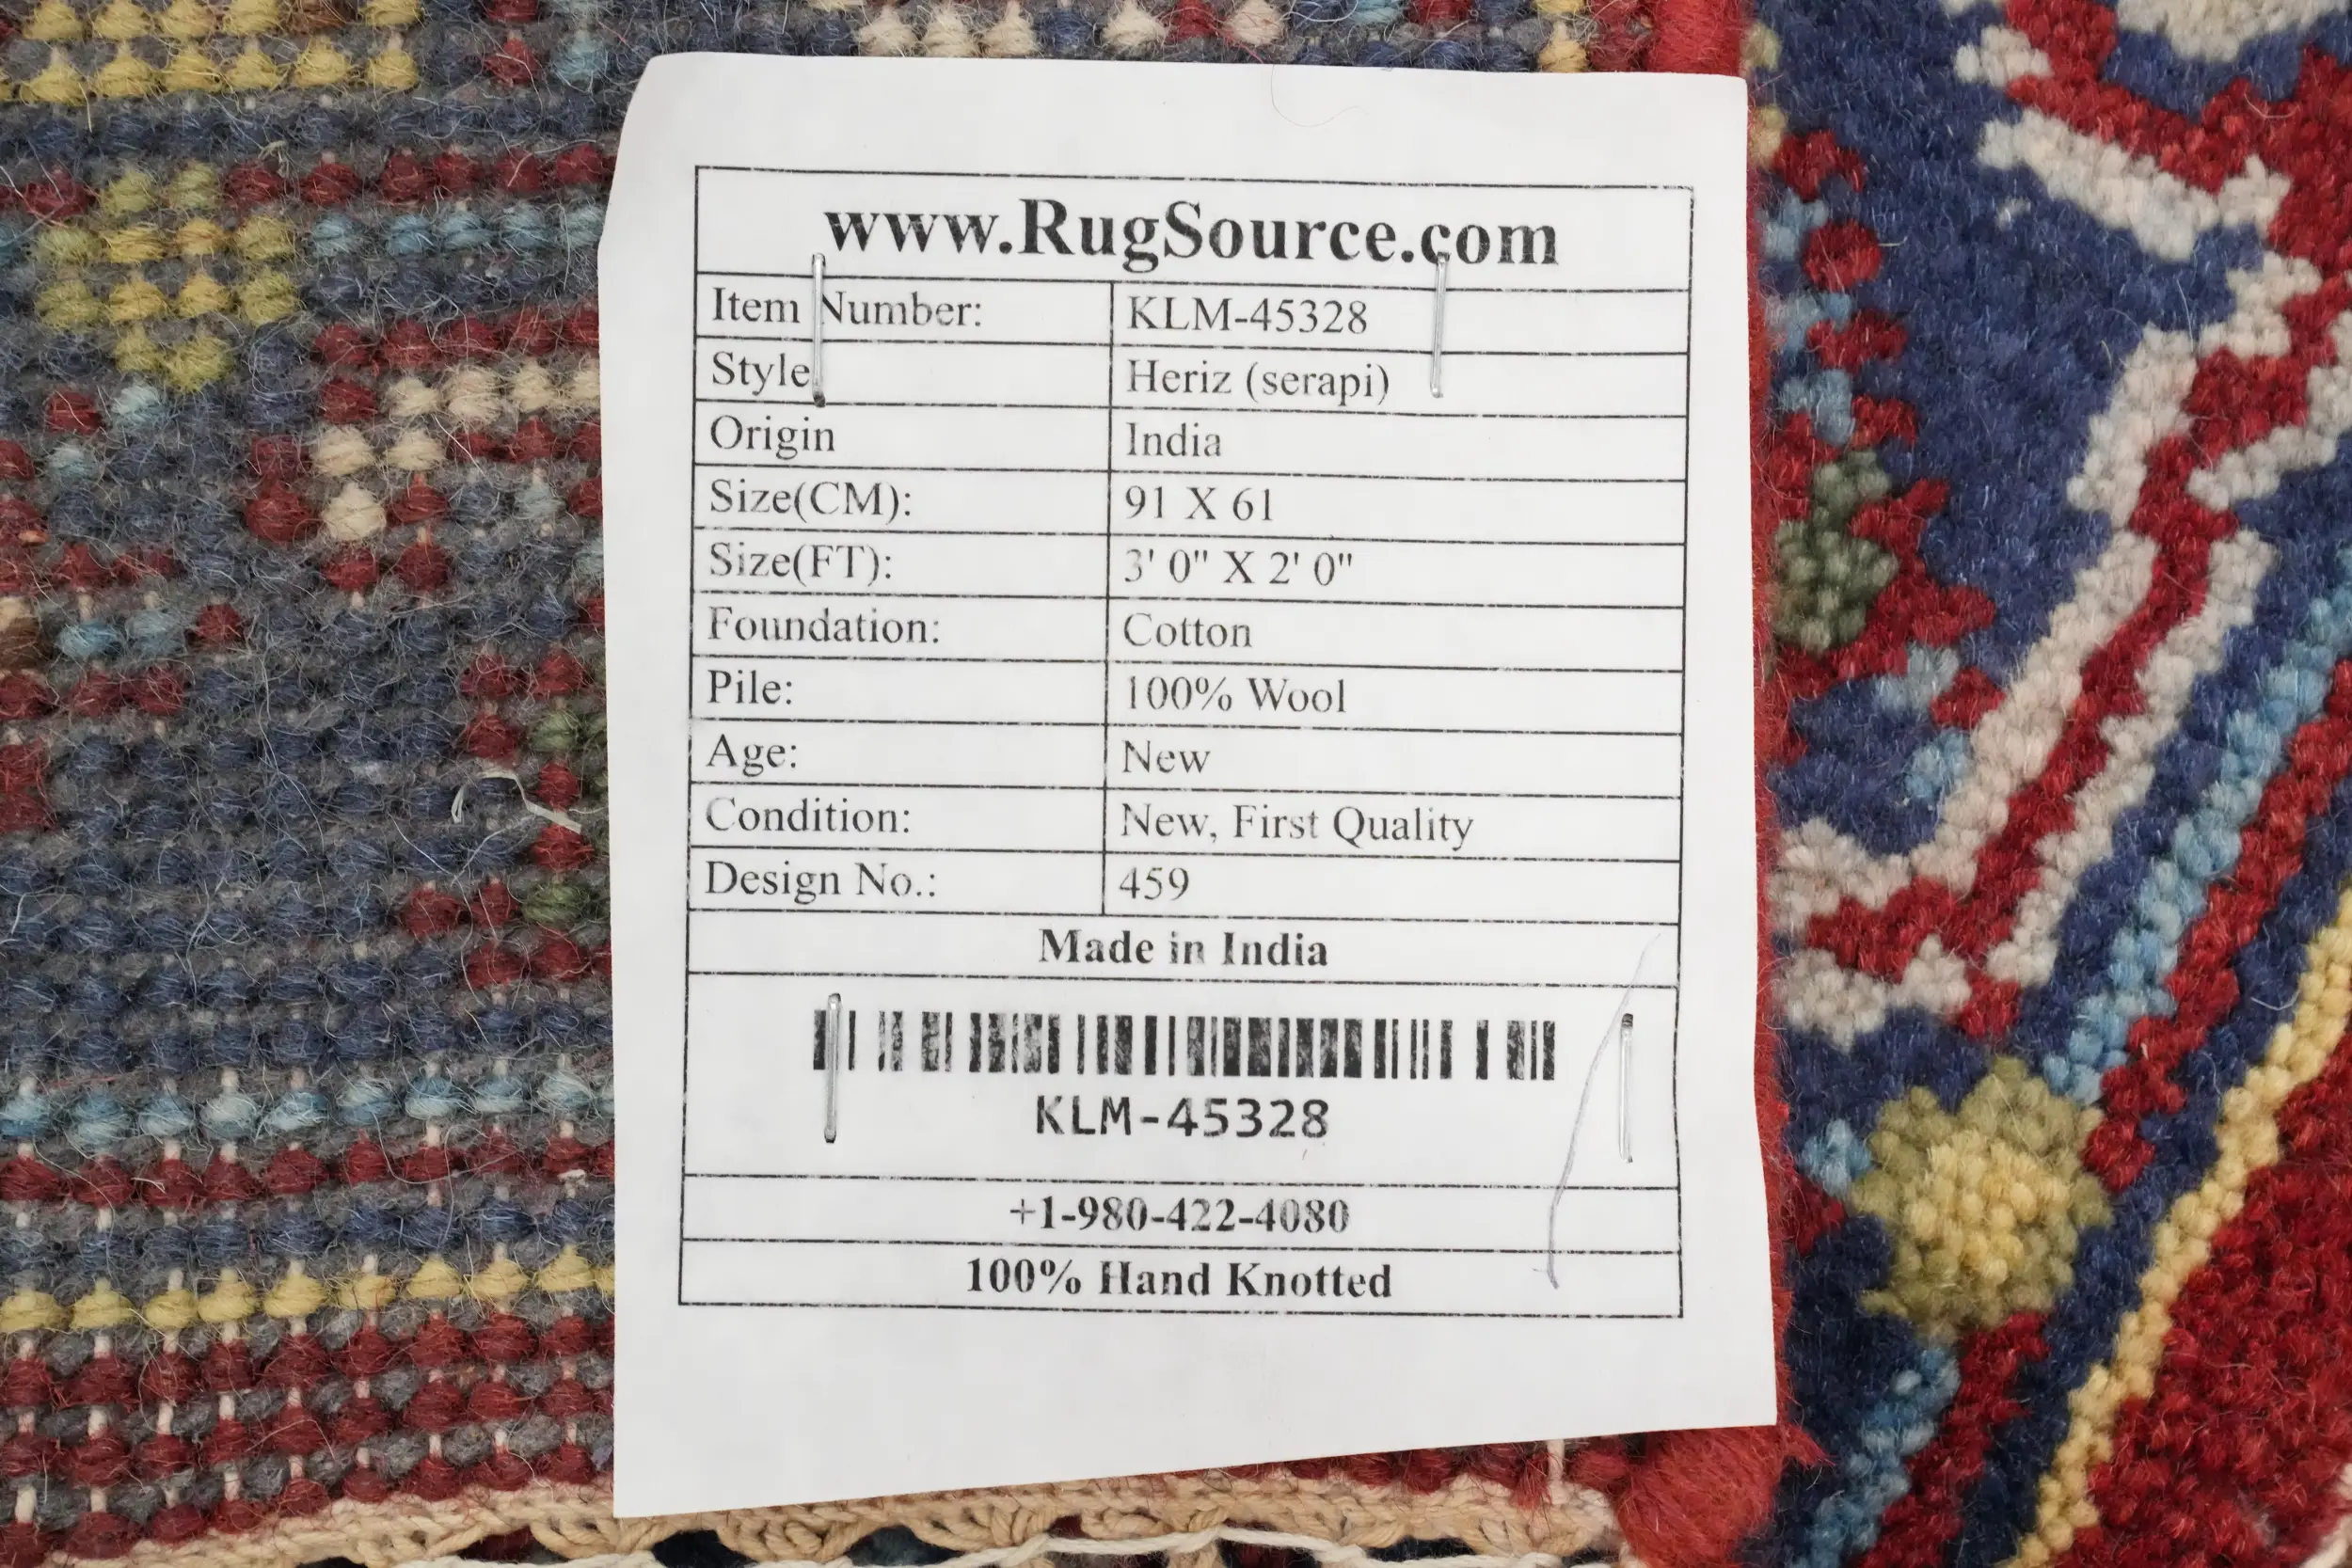 www.RugSource.com
Item Number: KLM-45328
Style Heriz (serapi)
Origin India
Size(CM): 91 X 61
Size(FT): 3' 0" X 2' 0"
Foundation: Cotton
Pile: 100% Wool
Age: New
Condition: New, First Quality
Design No.: 459
Made in India
KLM-45328
+1-980-422-4080
100% Hand Knotted